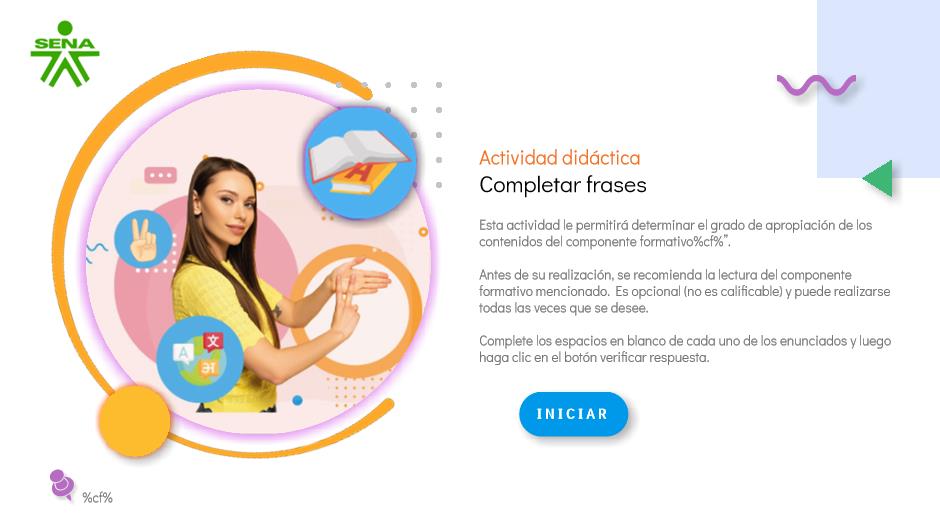 SENA
Actividad didáctica
Completar frases
Esta actividad le permitirá determinar el grado de apropiación de los
contenidos del componente formativo%cf%”.
Antes de su realización, se recomienda la lectura del componente
formativo mencionado. Es opcional (no es calificable) y puede realizarse
todas las veces que se desee.
Complete los espacios en blanco de cada uno de los enunciados y luego
haga clic en el botón verificar respuesta.
A
A
文
अ
INICIAR
%cf%